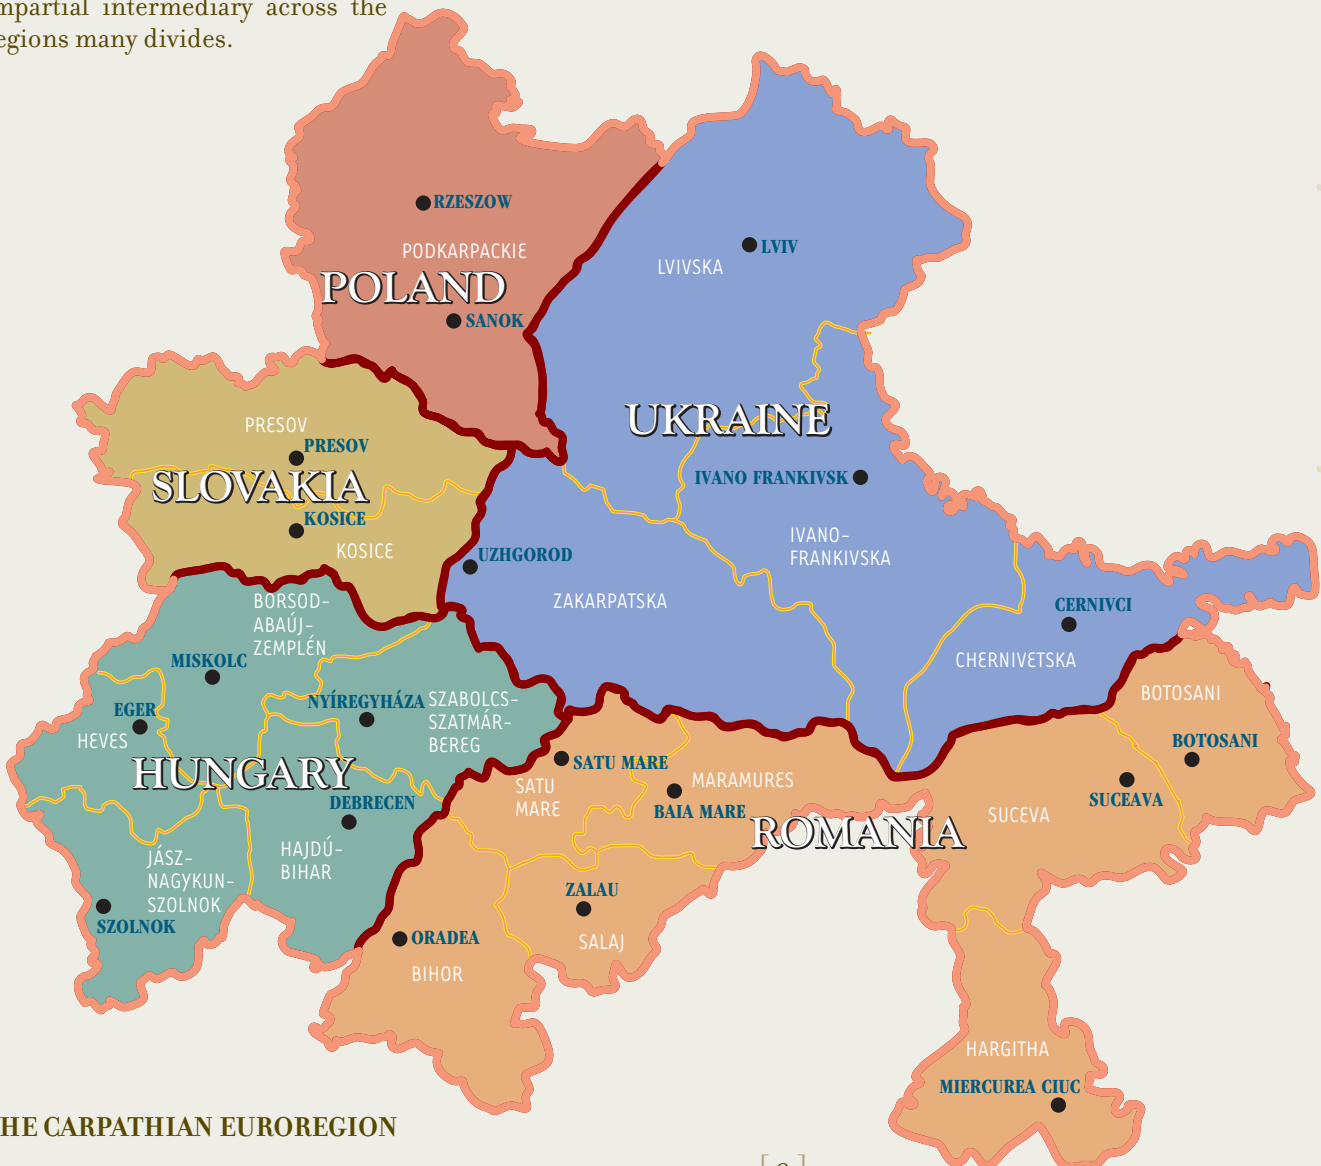 mpartial intermediary across the
egions many divides.
RZESZOW
PODKARPACKIE
POLAND
SANOK
LVIV
LVIVSKA
UKRAINE
IVANO FRANKIVSK
IVANO-
FRANKIVSKA
PRESOV
PRESOV
SLOVAKIA
KOSICE
KOSICE
UZHGOROD
ZAKARPATSKA
CERNIVCI
CHERNIVETSKA
BORSOD-
ABAÚJ-
ZEMPLÉN
MISKOLC
NYÍREGYHÁZA
SZABOLCS-
SZATMÁR-
BEREG
EGER
HEVES
HUNGARY
DEBRECEN
HAJDÚ-
BIHAR
JÁSZ-
NAGYKUN-
SZOLNOK
SZOLNOK
BOTOSANI
BOTOSANI
SATU MARE
SATU
MARE
MARAMURES
BAIA MARE
ROMANIA
SUCEAVA
SUCEVA
ZALAU
SALAJ
ORADEA
BIHOR
HARGITHA
MIERCUREA CIUC
HE CARPATHIAN EUROREGION